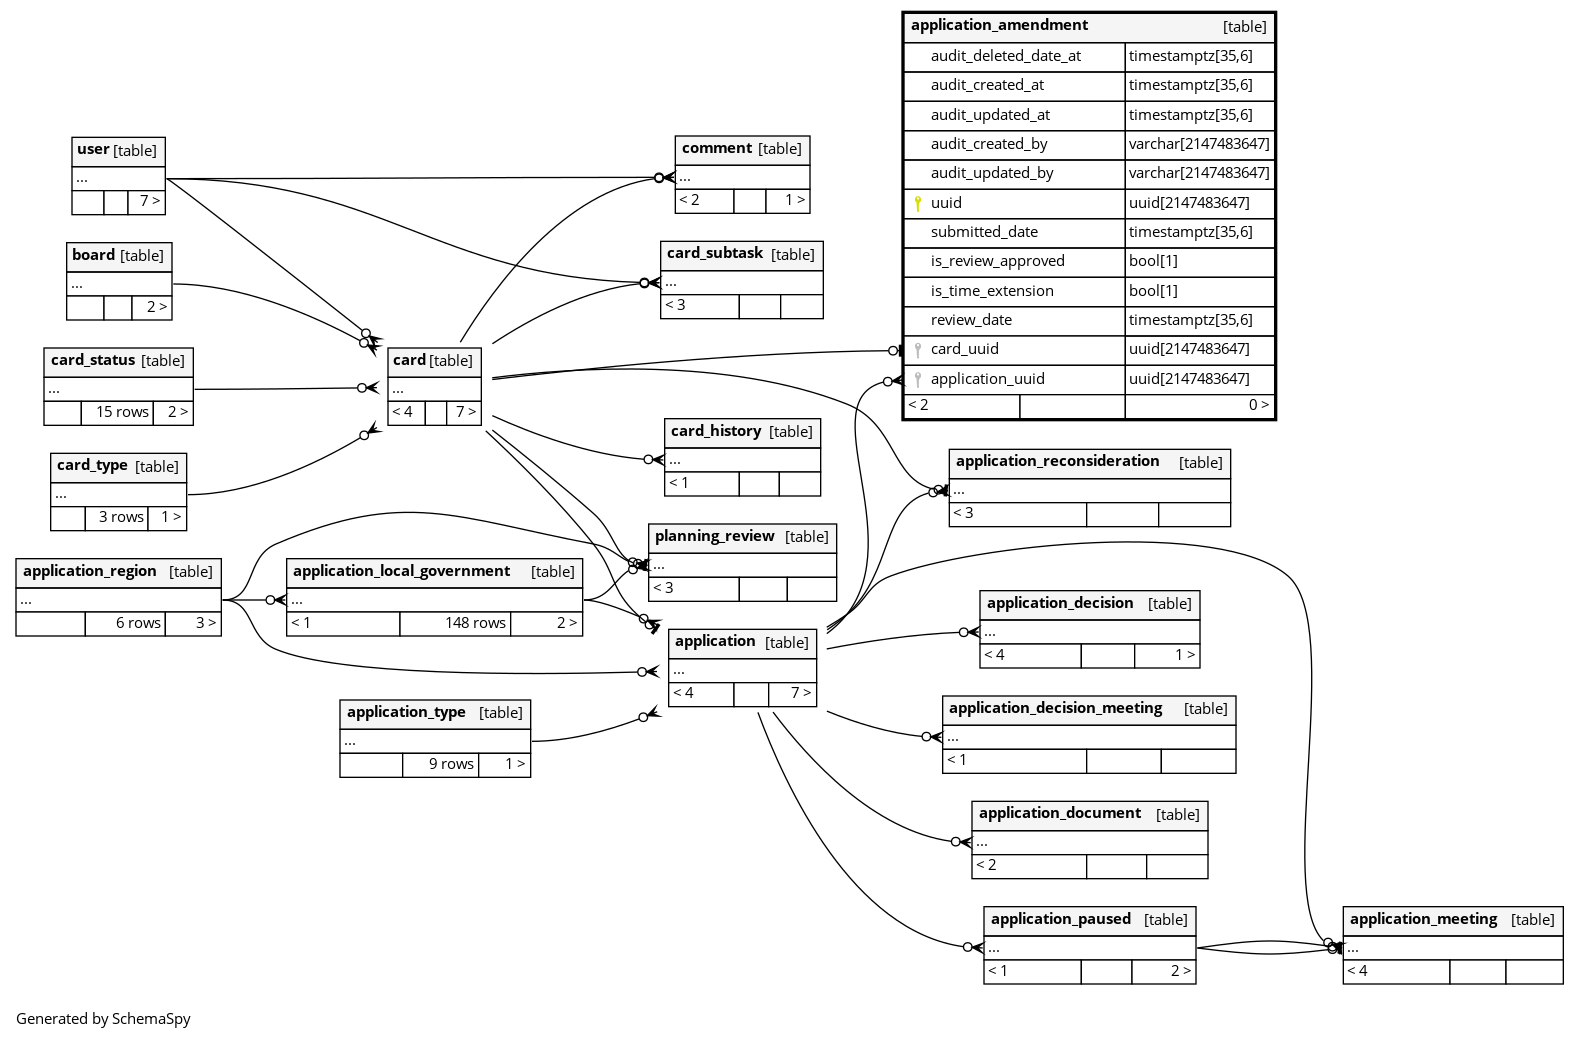 application_amendment [table]
audit_deleted_date_at timestamptz[35,6]
audit_created_at timestamptz[35,6]
audit_updated_at timestamptz[35,6]
audit_created_by varchar[2147483647]
audit_updated_by varchar[2147483647]
uuid uuid[2147483647]
submitted_date timestamptz[35,6]
is_review_approved bool[1]
is_time_extension bool[1]
review_date timestamptz[35,6]
card_uuid uuid[2147483647]
application_uuid uuid[2147483647]
< 2 0 >
user [table]
...
7 >
comment [table]
...
< 2 1 >
board [table]
...
2 >
card_subtask [table]
...
< 3
card_status [table]
...
15 rows 2 >
card [table]
...
< 4 7 >
card_type [table]
...
3 rows 1 >
card_history [table]
...
< 1
application_reconsideration [table]
...
< 3
planning_review [table]
...
< 3
application_region [table]
...
6 rows 3 >
application_local_government [table]
...
< 1 148 rows 2 >
application [table]
...
< 4 7 >
application_decision [table]
...
< 4 1 >
application_type [table]
...
9 rows 1 >
application_decision_meeting [table]
...
< 1
application_document [table]
...
< 2
application_paused [table]
...
< 1 2 >
application_meeting [table]
...
< 4
Generated by SchemaSpy